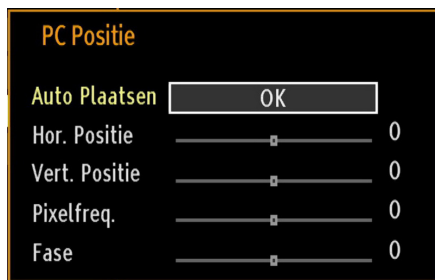 PC Positie
Auto Plaatsen OK
Hor. Positie 0
Vert. Positie 0
Pixelfreq. 0
Fase 0